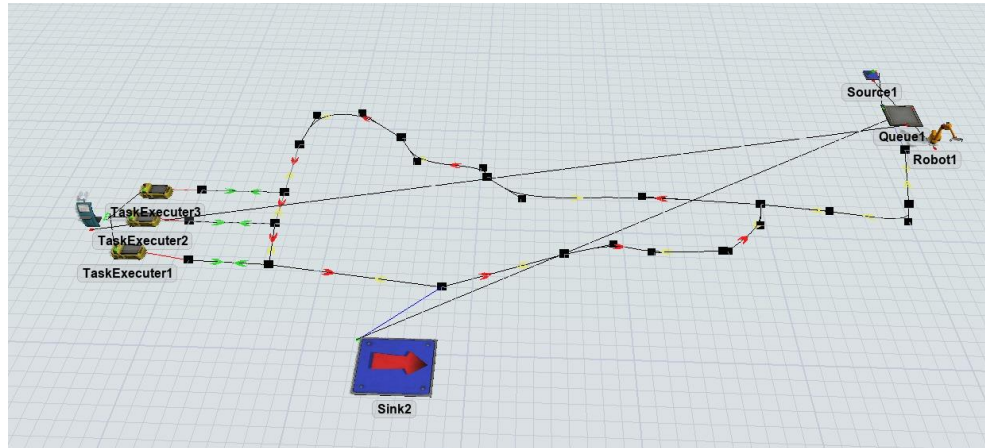 Source1
Queue1
Robot1
TaskExecuter3
TaskExecuter2
TaskExecuter1
Sink2